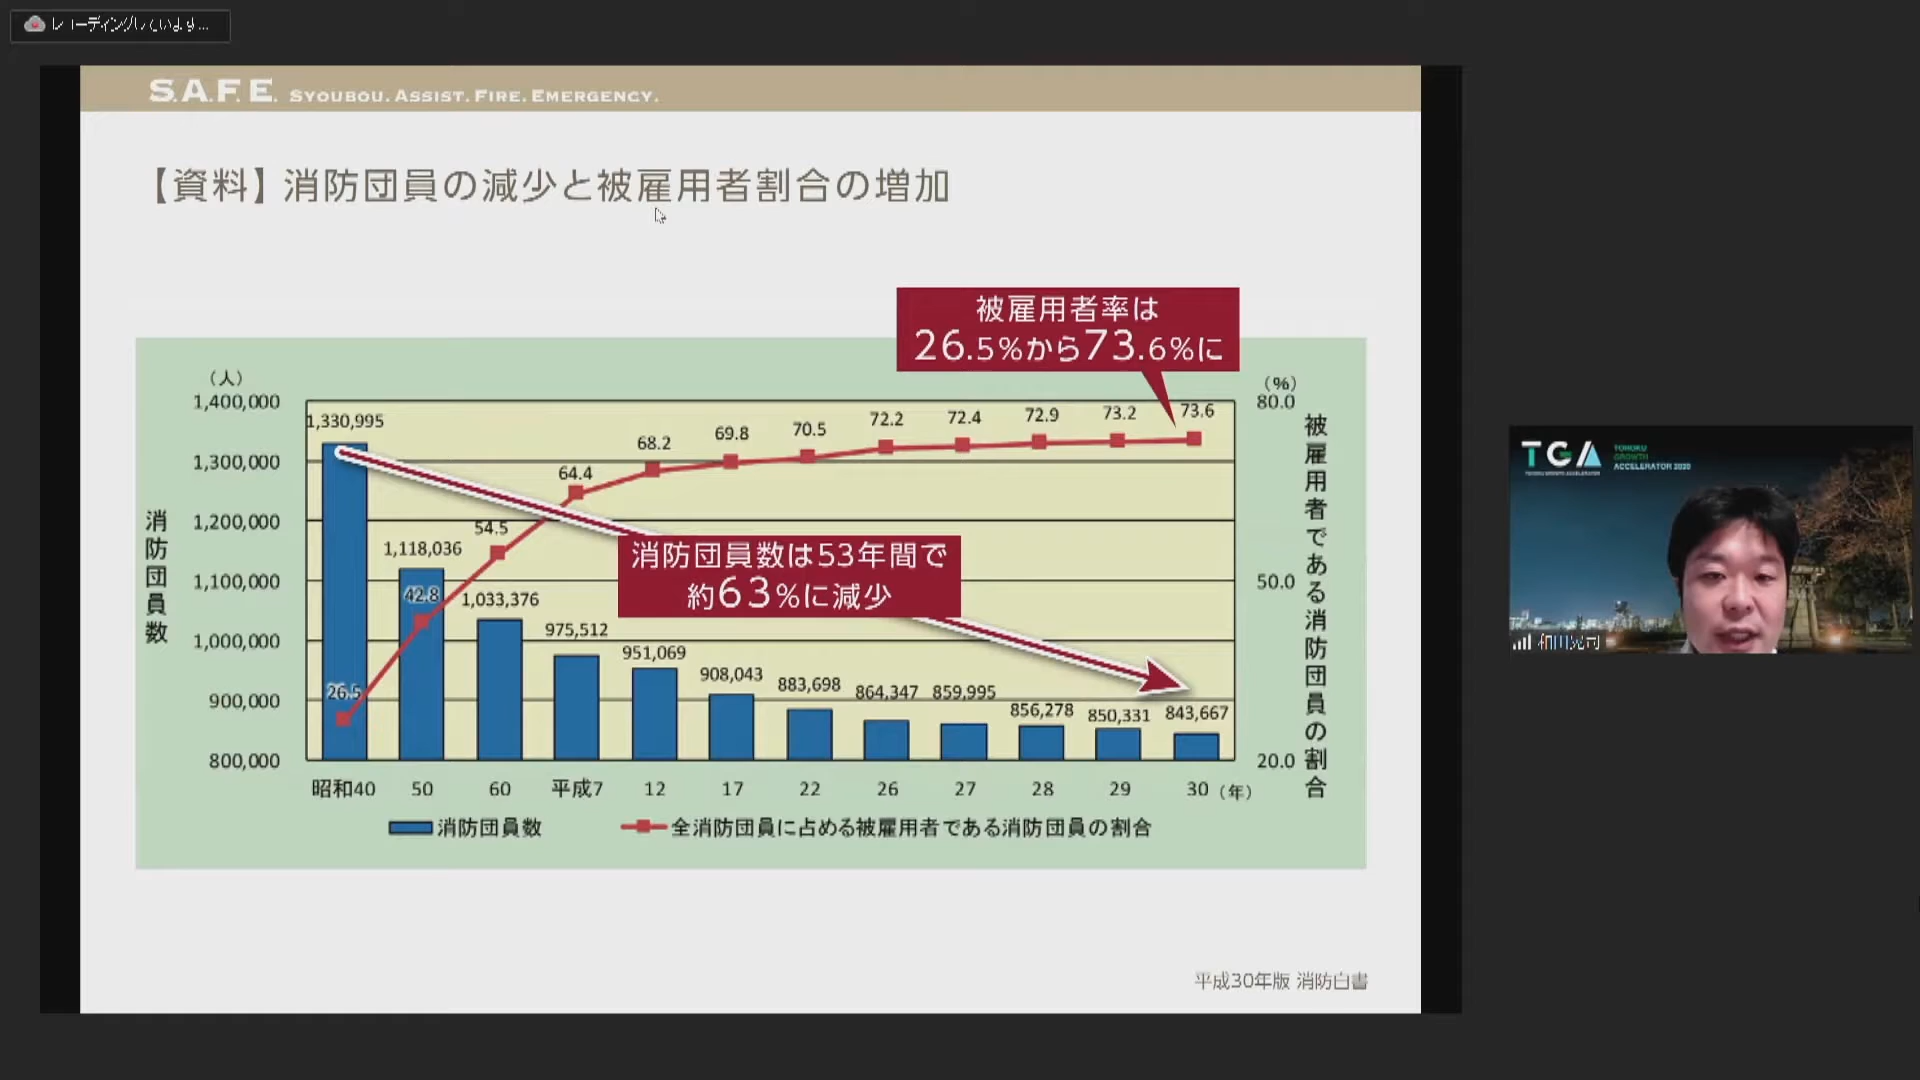 レコーディングしています...
S.A.F.E. SYOUBOU. ASSIST. FIRE. EMERGENCY.
【資料】消防団員の減少と被雇用者割合の増加
被雇用者率は
26.5%から73.6%に
(人)
(%)
1,400,000
1,300,000
1,200,000
1,100,000
1,000,000
900,000
800,000
消防団員数
80.0
50.0
20.0
被雇用者である消防団員の割合
1,330,995
1,118,036
1,033,376
975,512
951,069
908,043
883,698
864,347
859,995
856,278
850,331
843,667
26.5
42.8
54.5
64.4
68.2
69.8
70.5
72.2
72.4
72.9
73.2
73.6
消防団員数は53年間で
約63%に減少
昭和40 50 60 平成7 12 17 22 26 27 28 29 30 (年)
消防団員数 全消防団員に占める被雇用者である消防団員の割合
平成30年版 消防白書
TGA
TOHOKU
GROWTH
ACCELERATOR 2020
和田晃司